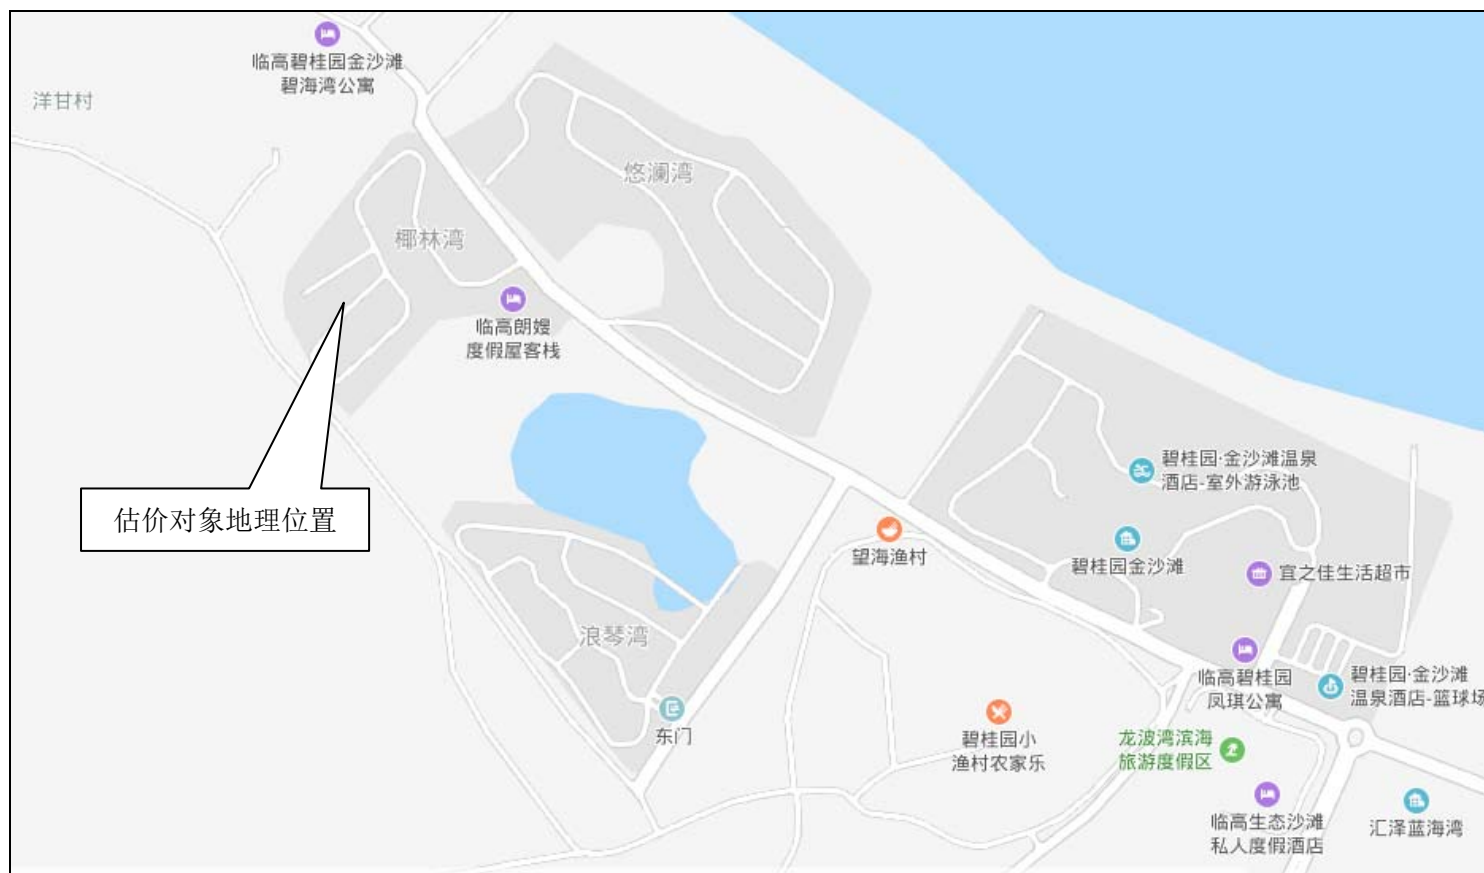 临高碧桂园金沙滩
碧海湾公寓
洋甘村
悠澜湾
椰林湾
临高朗嫂
度假屋客栈
估价对象地理位置
碧桂园·金沙滩温泉
酒店-室外游泳池
望海渔村
碧桂园金沙滩
宜之佳生活超市
浪琴湾
东门
临高碧桂园
凤琪公寓
碧桂园·金沙滩
温泉酒店-篮球场
碧桂园小
渔村农家乐
龙波湾滨海
旅游度假区
临高生态沙滩
私人度假酒店
汇泽蓝海湾